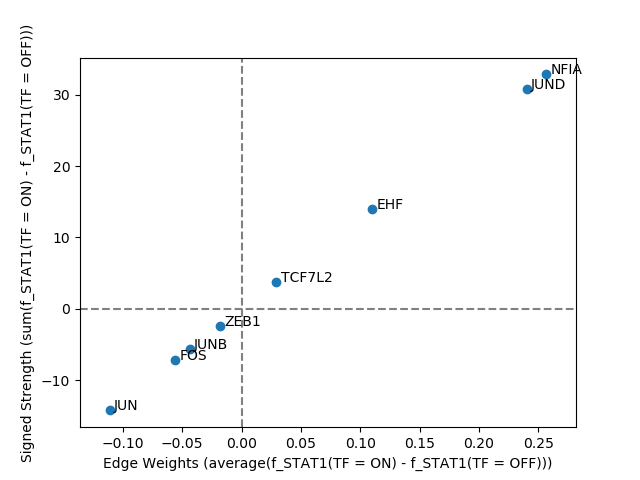 Signed Strength (sum(f_STAT1(TF = ON) - f_STAT1(TF = OFF)))
30
20
10
0
−10
NFIA
JUND
EHF
TCF7L2
ZEB1
JUNB
FOS
JUN
−0.10
−0.05
0.00
0.05
0.10
0.15
0.20
0.25
Edge Weights (average(f_STAT1(TF = ON) - f_STAT1(TF = OFF)))